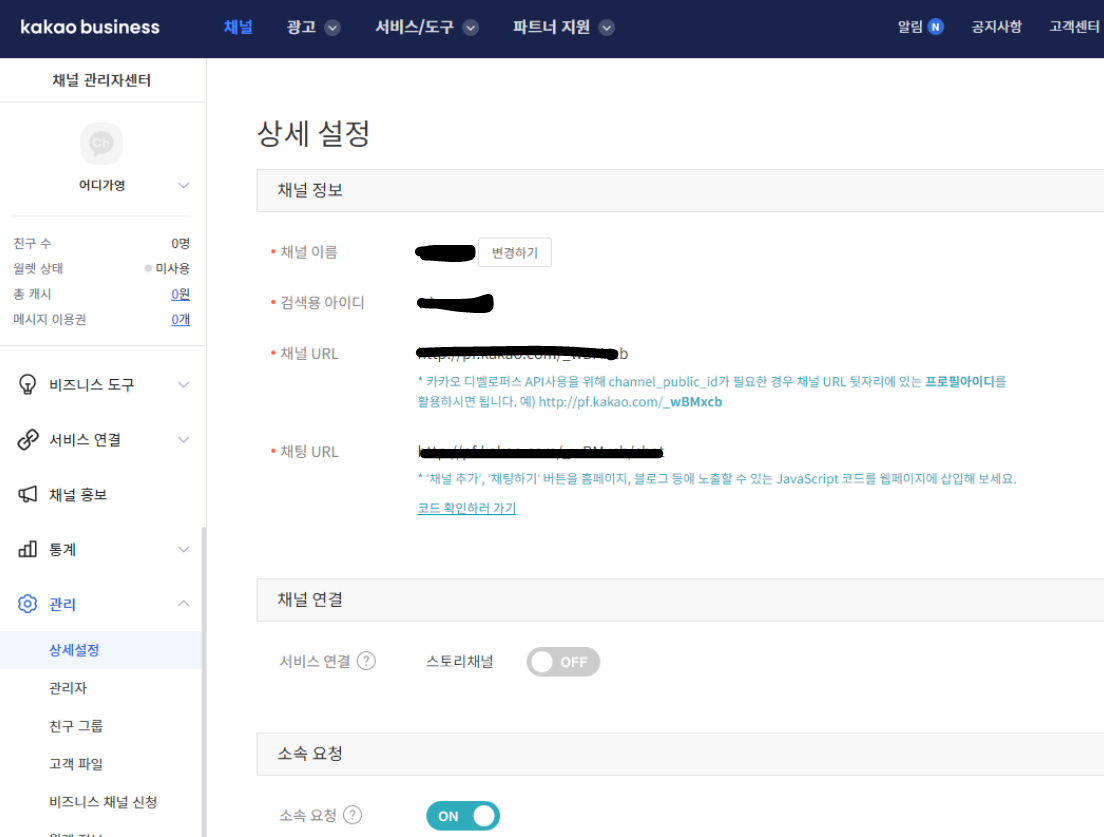 kakao business 채널 광고 서비스/도구 파트너 지원 알림 N 공지사항 고객센터
채널 관리자센터
Ch
어디가영
친구 수 0명
월렛 상태 미사용
총 캐시 0원
메시지 이용권 0개
비즈니스 도구
서비스 연결
채널 홍보
통계
관리
상세설정
관리자
친구 그룹
고객 파일
비즈니스 채널 신청
상세 설정
채널 정보
• 채널 이름 변경하기
• 검색용 아이디
• 채널 URL
* 카카오 디벨로퍼스 API사용을 위해 channel_public_id가 필요한 경우 채널 URL 뒷자리에 있는 프로필아이디를
활용하시면 됩니다. 예) http://pf.kakao.com/_wBMxcb
• 채팅 URL
* '채널 추가', '채팅하기' 버튼을 홈페이지, 블로그 등에 노출할 수 있는 JavaScript 코드를 웹페이지에 삽입해 보세요.
코드 확인하러 가기
채널 연결
서비스 연결 ? 스토리채널 OFF
소속 요청
소속 요청 ? ON